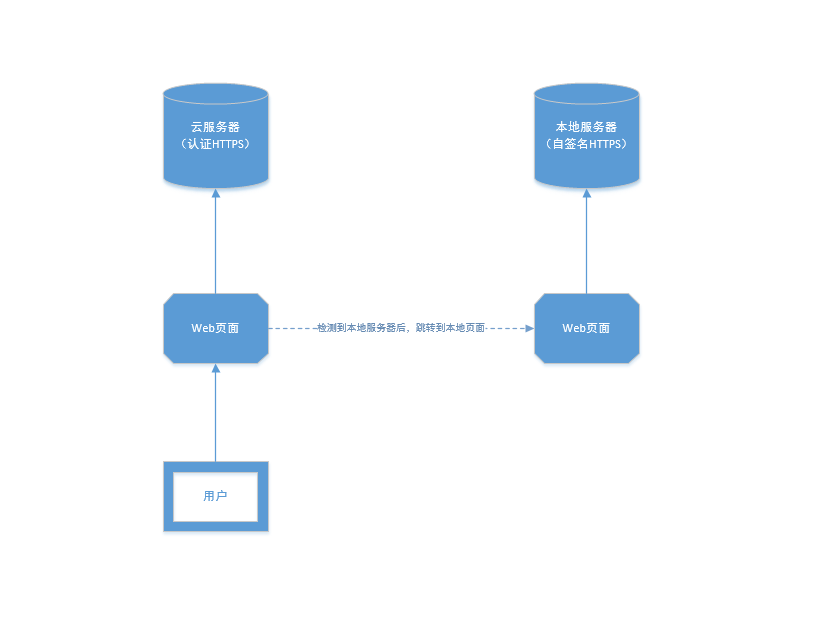 云服务器
（认证HTTPS）
本地服务器
（自签名HTTPS）
Web页面
检测到本地服务器后，跳转到本地页面
Web页面
用户